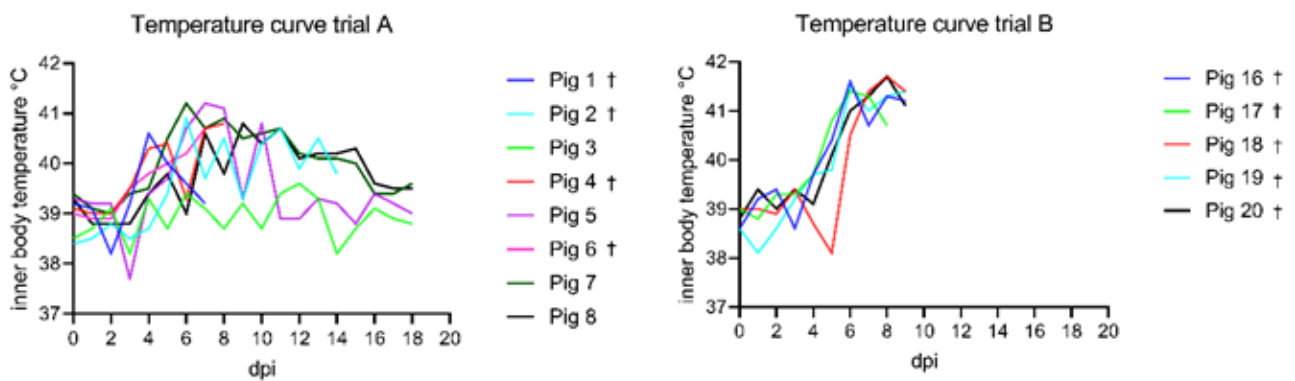 Temperature curve trial A
inner body temperature °C
42
41
40
39
38
37
0 2 4 6 8 10 12 14 16 18 20
dpi
Pig 1 †
Pig 2 †
Pig 3
Pig 4 †
Pig 5
Pig 6 †
Pig 7
Pig 8
Temperature curve trial B
inner body temperature °C
42
41
40
39
38
37
0 2 4 6 8 10 12 14 16 18 20
dpi
Pig 16 †
Pig 17 †
Pig 18 †
Pig 19 †
Pig 20 †